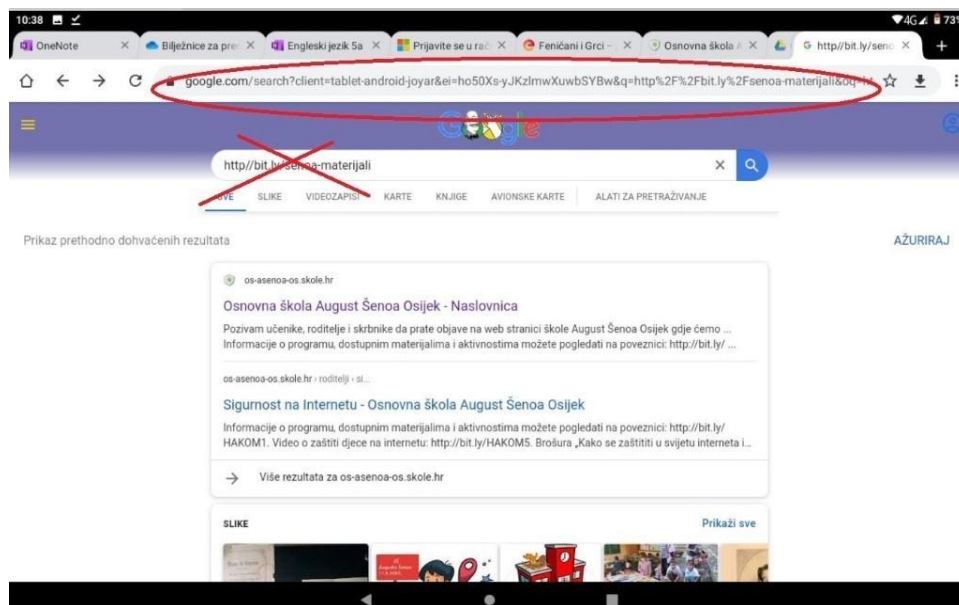 10:38 4G 73%
OneNote Bilježnice za pre Engleski jezik 5a Prijavite se u rač Feničani i Grci - Osnovna škola A http//bit.ly/seno
google.com/search?client=tablet-android-joyar&ei=ho50Xs-yJKzlmwXuwbSYBw&q=http%2F%2Fbit.ly%2Fsenoa-materijali&oq=ht
Google
http//bit.ly/senoa-materijali
SVE SLIKE VIDEOZAPISI KARTE KNJIGE AVIONSKE KARTE ALATI ZA PRETRAŽIVANJE
Prikaz prethodno dohvaćenih rezultata AŽURIRAJ
os-asenoa-os.skole.hr
Osnovna škola August Šenoa Osijek - Naslovnica
Pozivam učenike, roditelje i skrbnike da prate objave na web stranici škole August Šenoa Osijek gdje ćemo ...
Informacije o programu, dostupnim materijalima i aktivnostima možete pogledati na poveznici: http://bit.ly/ ...
os-asenoa-os.skole.hr › roditelji › si...
Sigurnost na Internetu - Osnovna škola August Šenoa Osijek
Informacije o programu, dostupnim materijalima i aktivnostima možete pogledati na poveznici: http://bit.ly/
HAKOM1. Video o zaštiti djece na internetu: http://bit.ly/HAKOM5. Brošura „Kako se zaštititi u svijetu interneta i...
Više rezultata za os-asenoa-os.skole.hr
SLIKE Prikaži sve